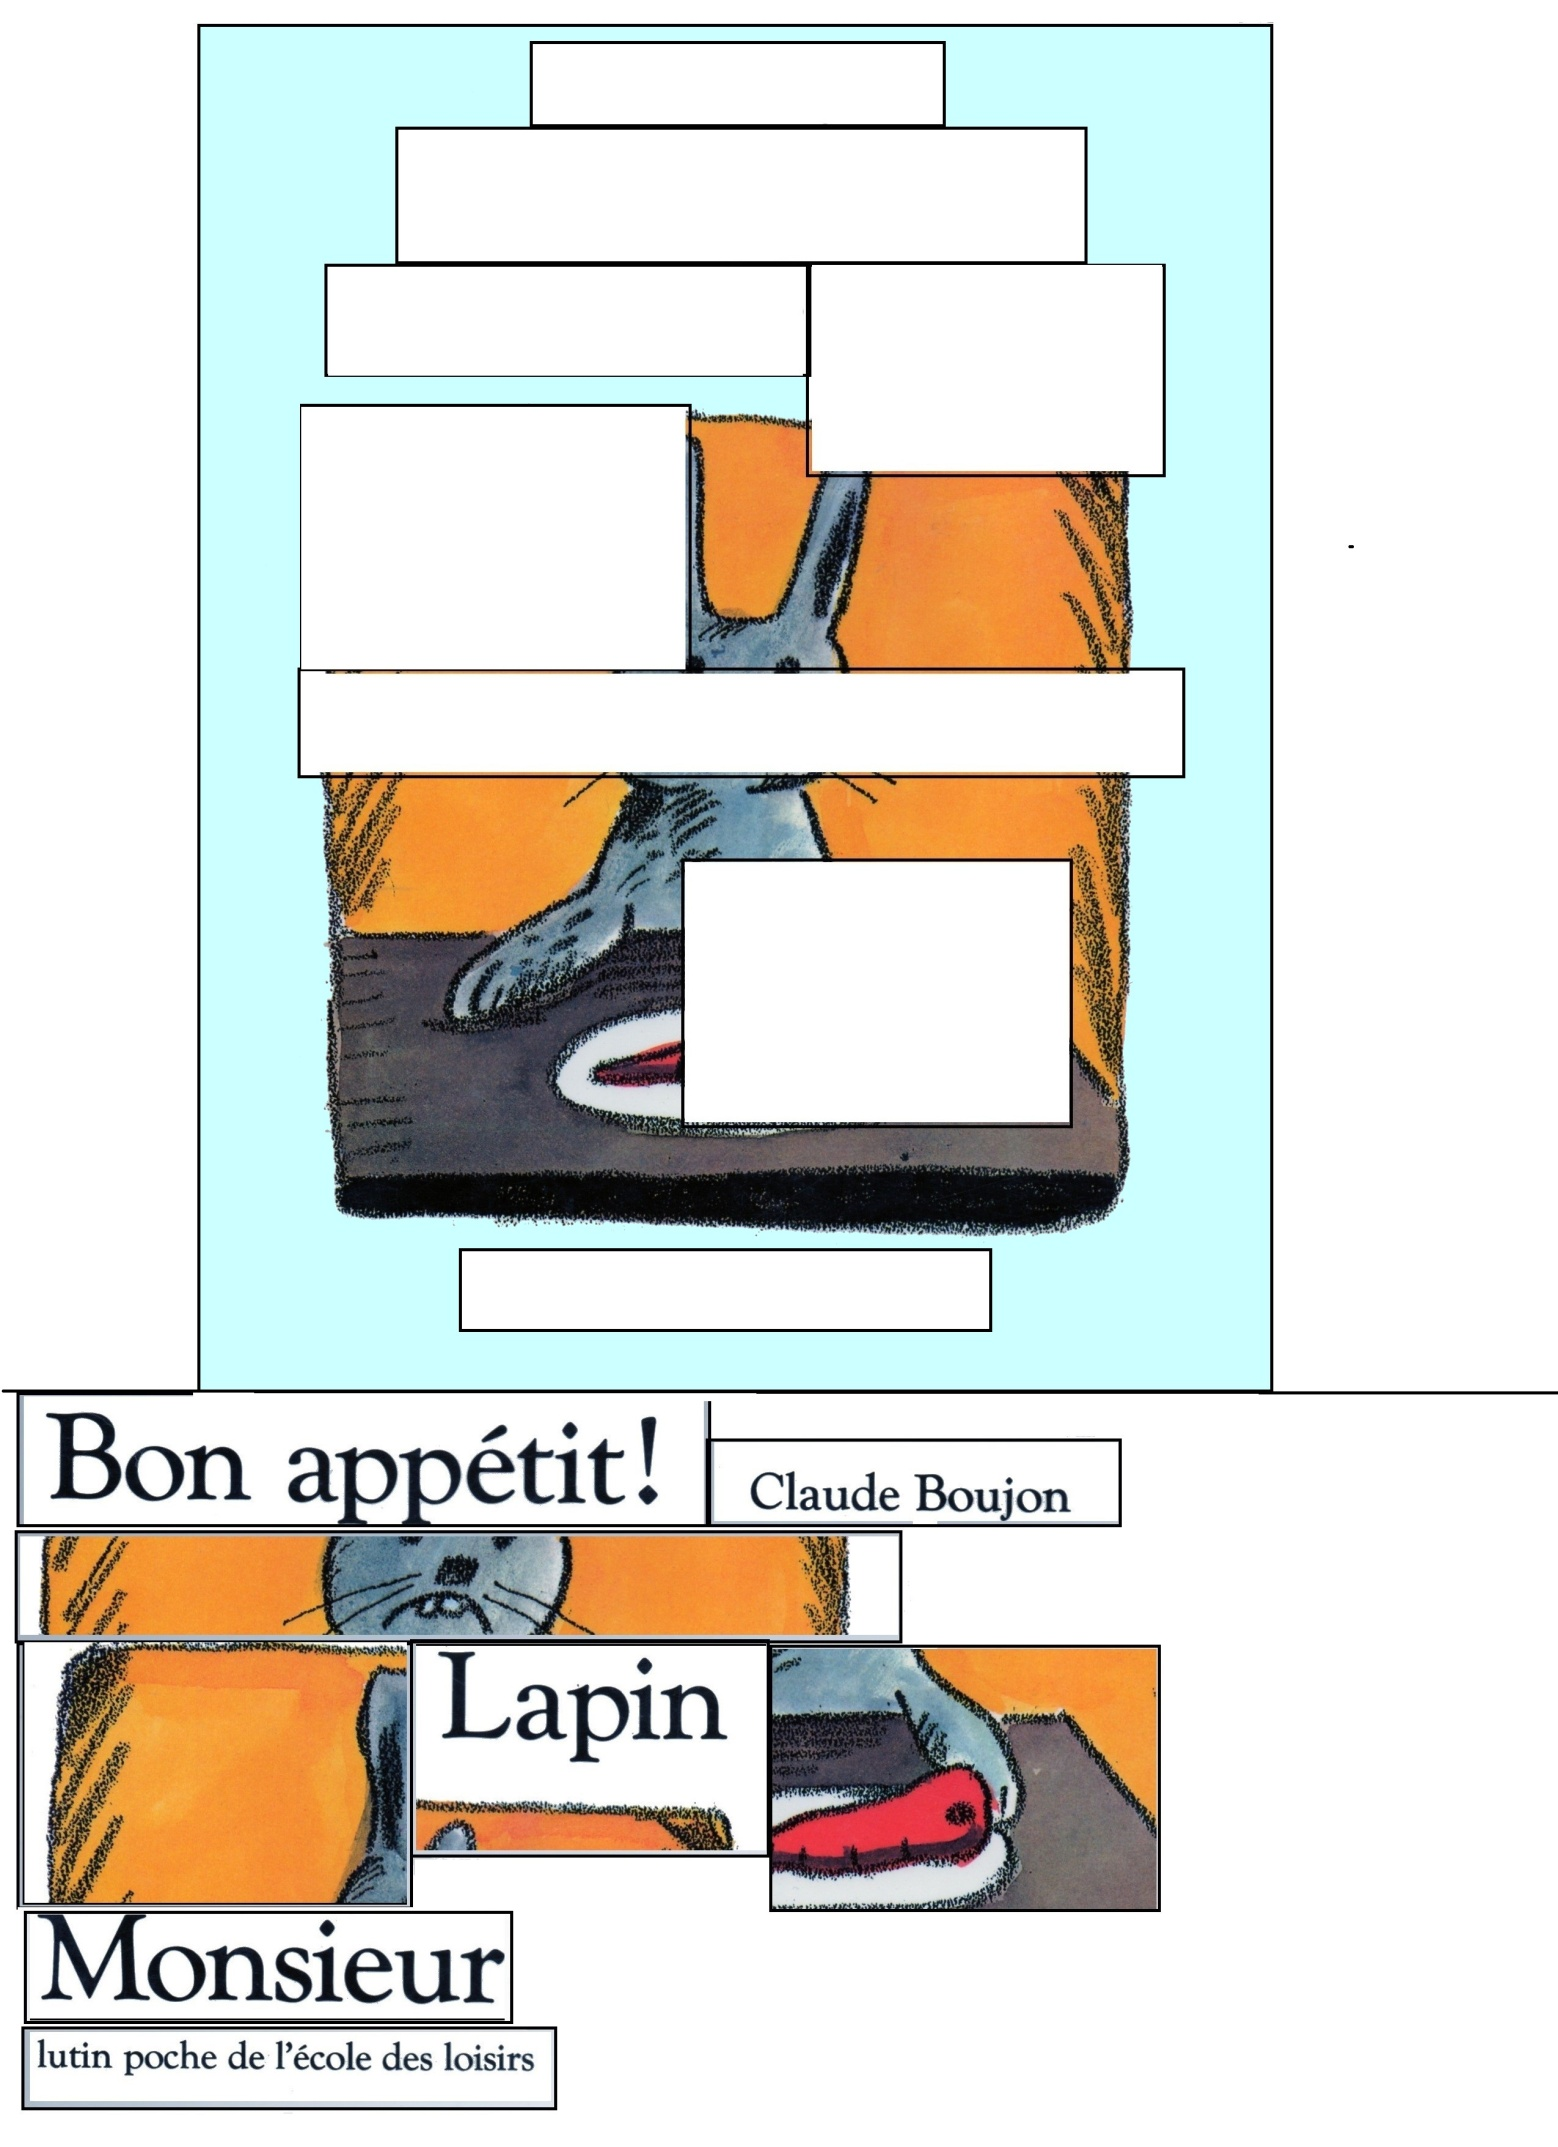 Bon appétit!
Claude Boujon
Lapin
Monsieur
lutin poche de l'école des loisirs